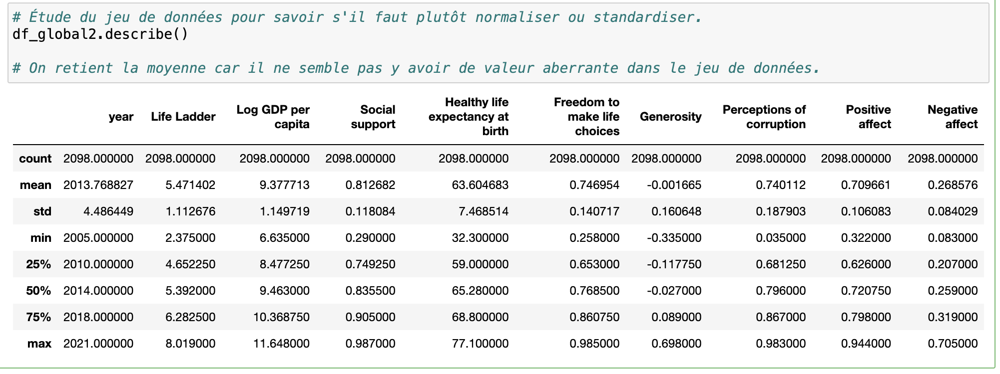 # Étude du jeu de données pour savoir s'il faut plutôt normaliser ou standardiser.
df_global2.describe()
# On retient la moyenne car il ne semble pas y avoir de valeur aberrante dans le jeu de données.
year Life Ladder Log GDP per capita Social support Healthy life expectancy at birth Freedom to make life choices Generosity Perceptions of corruption Positive affect Negative affect
count 2098.000000 2098.000000 2098.000000 2098.000000 2098.000000 2098.000000 2098.000000 2098.000000 2098.000000 2098.000000
mean 2013.768827 5.471402 9.377713 0.812682 63.604683 0.746954 -0.001665 0.740112 0.709661 0.268576
std 4.486449 1.112676 1.149719 0.118084 7.468514 0.140717 0.160648 0.187903 0.106083 0.084029
min 2005.000000 2.375000 6.635000 0.290000 32.300000 0.258000 -0.335000 0.035000 0.322000 0.083000
25% 2010.000000 4.652250 8.477250 0.749250 59.000000 0.653000 -0.117750 0.681250 0.626000 0.207000
50% 2014.000000 5.392000 9.463000 0.835500 65.280000 0.768500 -0.027000 0.796000 0.720750 0.259000
75% 2018.000000 6.282500 10.368750 0.905000 68.800000 0.860750 0.089000 0.867000 0.798000 0.319000
max 2021.000000 8.019000 11.648000 0.987000 77.100000 0.985000 0.698000 0.983000 0.944000 0.705000